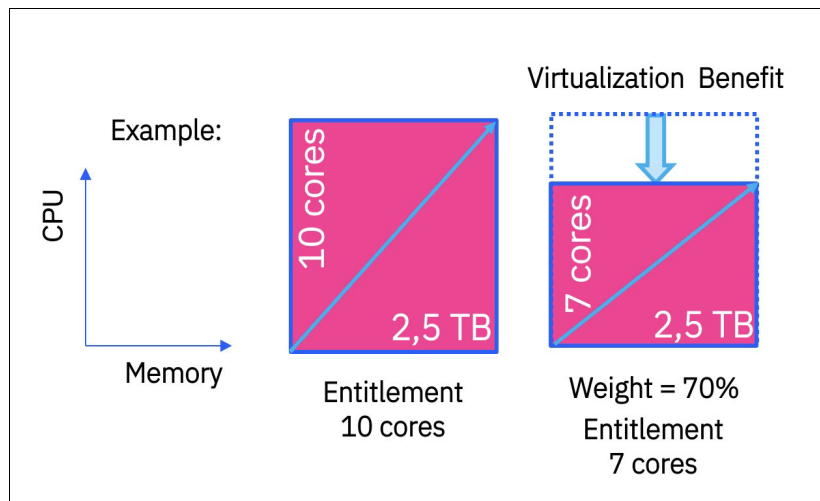 Virtualization Benefit
Example:
CPU
Memory
10 cores
2,5 TB
Entitlement
10 cores
7 cores
2,5 TB
Weight = 70%
Entitlement
7 cores